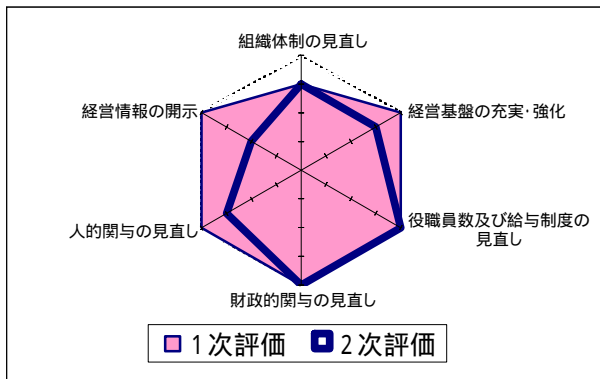 組織体制の見直し
経営情報の開示
経営基盤の充実・強化
人的関与の見直し
役職員数及び給与制度の
見直し
財政的関与の見直し
1次評価 2次評価